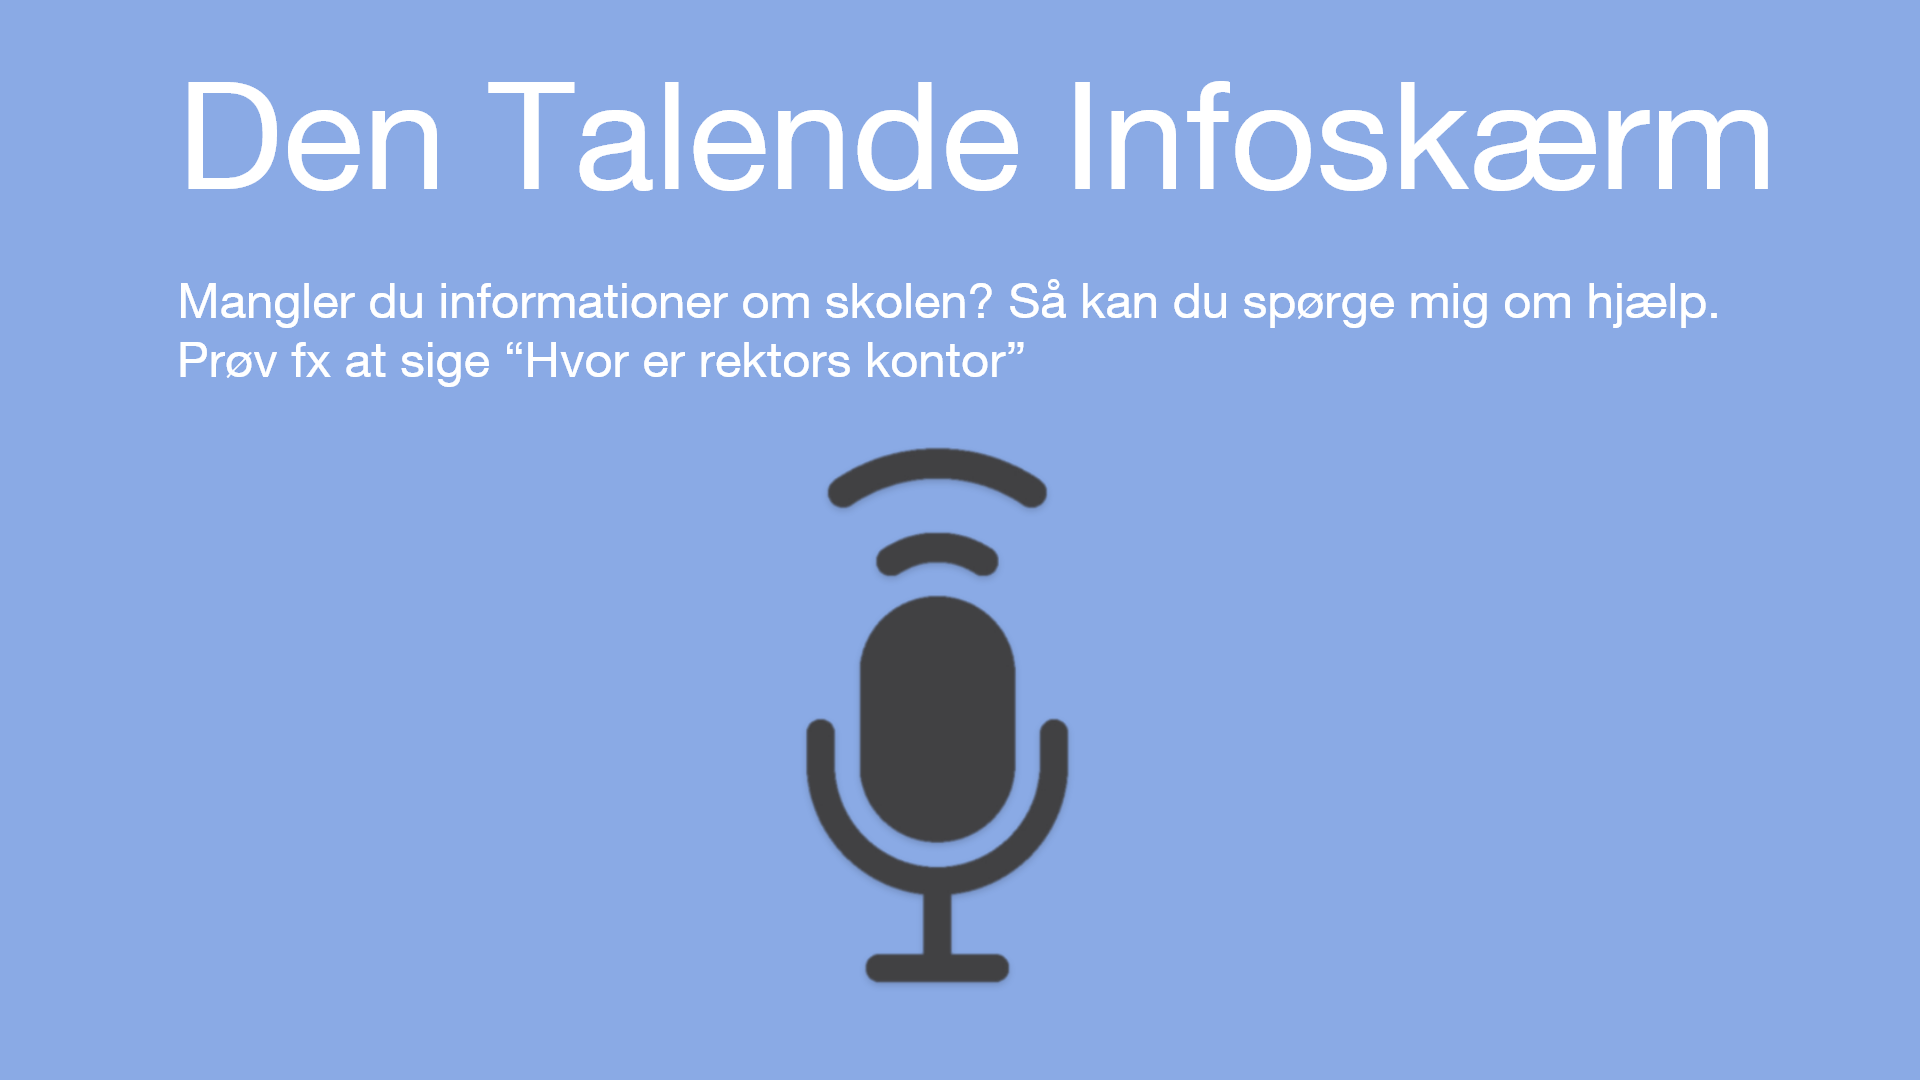 Den Talende Infoskærm
Mangler du informationer om skolen? Så kan du spørge mig om hjælp.
Prøv fx at sige “Hvor er rektors kontor”